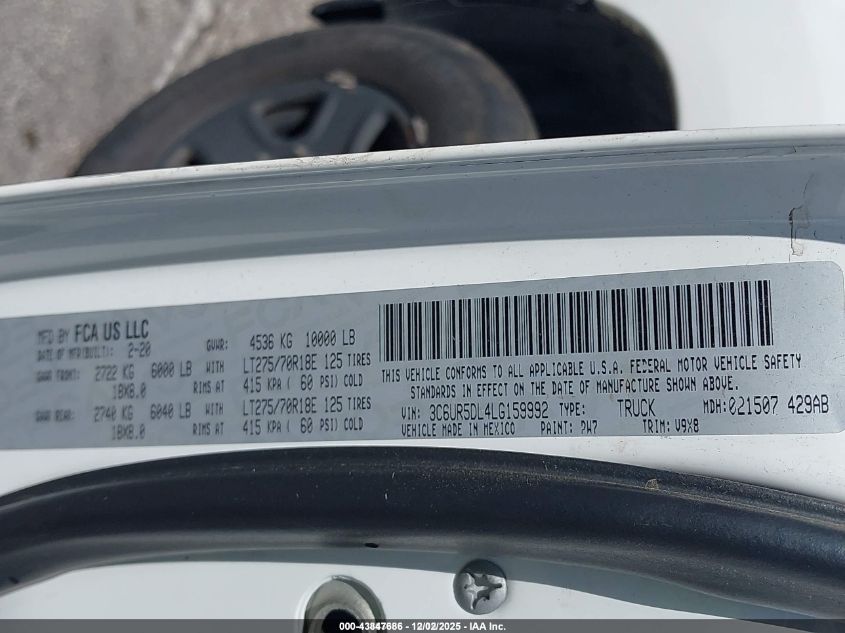 MFD BY FCA US LLC
DATE OF MFR(BUILT): 2-20
GVWR: 4536 KG 10000 LB
GAWR FRONT: 2722 KG 6000 LB WITH LT275/70R18E 125 TIRES
18X8.0 RIMS AT 415 KPA ( 60 PSI) COLD
GAWR REAR: 2740 KG 6040 LB WITH LT275/70R18E 125 TIRES
18X8.0 RIMS AT 415 KPA ( 60 PSI) COLD
THIS VEHICLE CONFORMS TO ALL APPLICABLE U.S.A. FEDERAL MOTOR VEHICLE SAFETY
STANDARDS IN EFFECT ON THE DATE OF MANUFACTURE SHOWN ABOVE.
VIN: 3C6UR5DL4LG159992 TYPE: TRUCK MDH:021507 429AB
VEHICLE MADE IN MEXICO PAINT: PW7 TRIM: V9X8
000-43847686 - 12/02/2025 - IAA Inc.